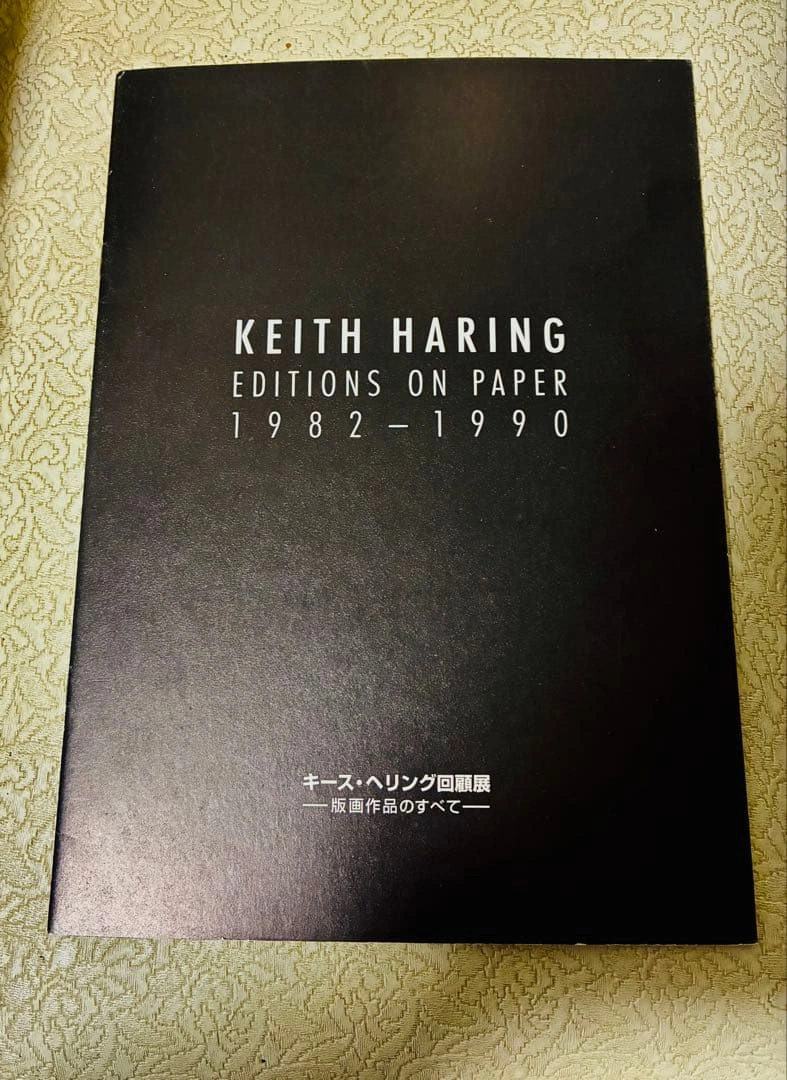 KEITH HARING
EDITIONS ON PAPER
1982–1990
キース・ヘリング回顧展
―版画作品のすべて―